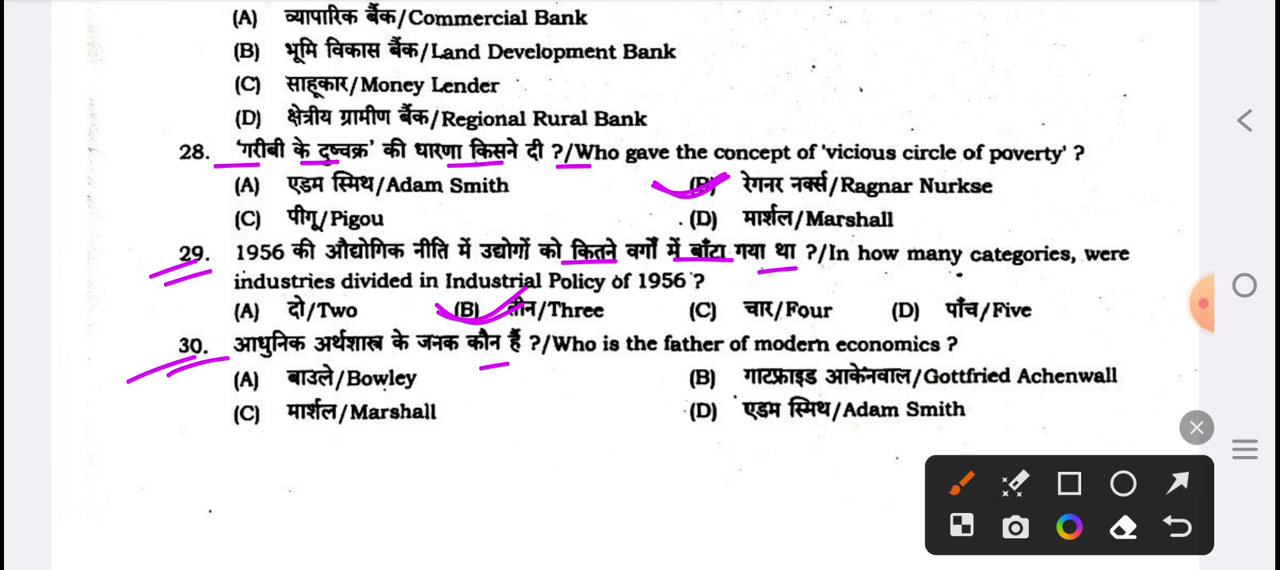 (A) व्यापारिक बैंक/Commercial Bank
(B) भूमि विकास बैंक/Land Development Bank
(C) साहूकार/Money Lender
(D) क्षेत्रीय ग्रामीण बैंक/Regional Rural Bank
28. 'गरीबी के दुष्चक्र' की धारणा किसने दी ?/Who gave the concept of 'vicious circle of poverty' ?
(A) एडम स्मिथ/Adam Smith (B) रेगनर नर्क्स/Ragnar Nurkse
(C) पीगू/Pigou (D) मार्शल/Marshall
29. 1956 की औद्योगिक नीति में उद्योगों को कितने वर्गों में बाँटा गया था ?/In how many categories, were
industries divided in Industrial Policy of 1956 ?
(A) दो/Two (B) तीन/Three (C) चार/Four (D) पाँच/Five
30. आधुनिक अर्थशास्त्र के जनक कौन हैं ?/Who is the father of modern economics ?
(A) बाउले/Bowley (B) गाटफ्राइड आकेनवाल/Gottfried Achenwall
(C) मार्शल/Marshall (D) एडम स्मिथ/Adam Smith